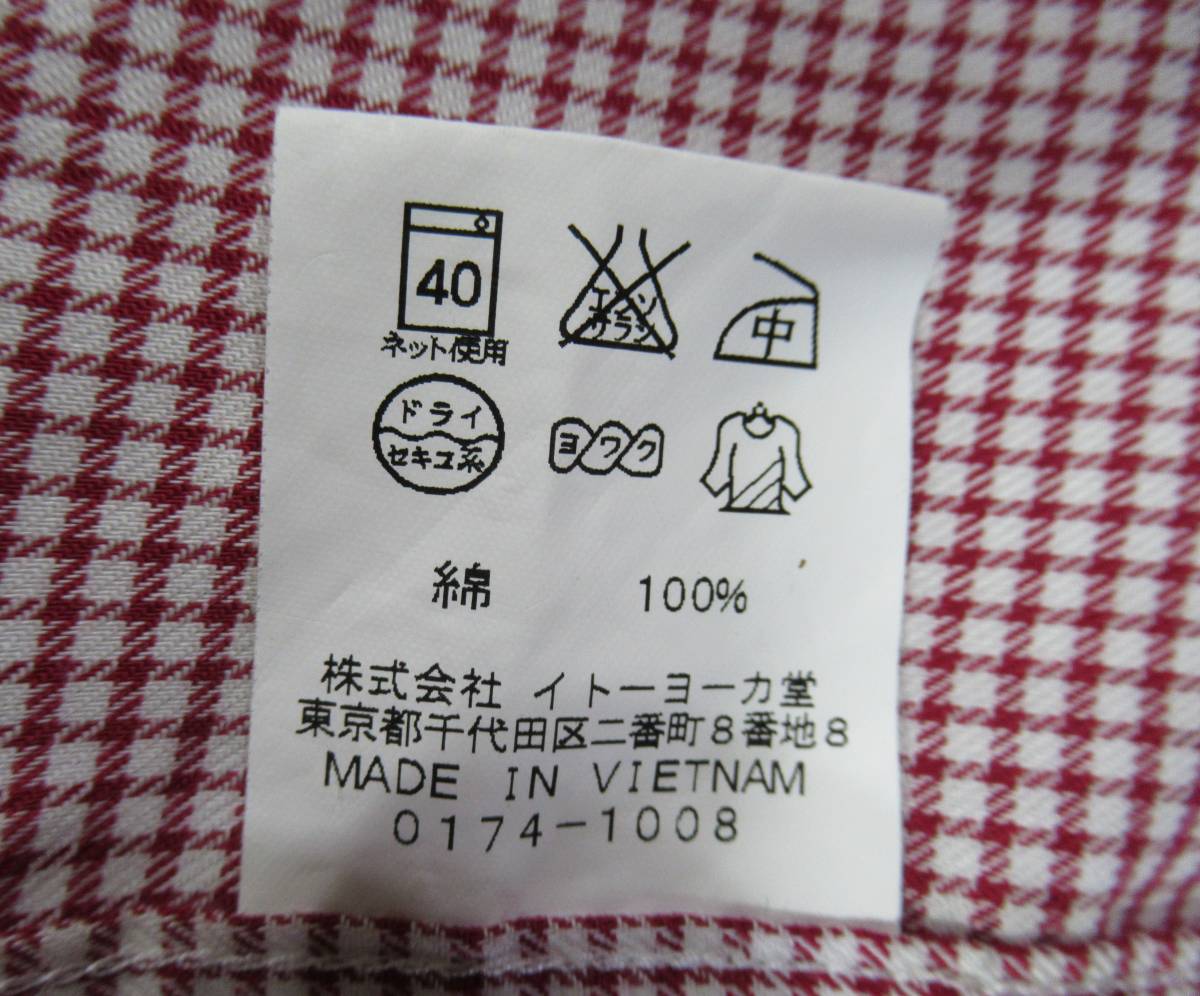 40
ネット使用
エンソ
サラシ
中
ドライ
セキユ系
ヨワク
綿 100%
株式会社 イトーヨーカ堂
東京都千代田区二番町8番地8
MADE IN VIETNAM
0174-1008